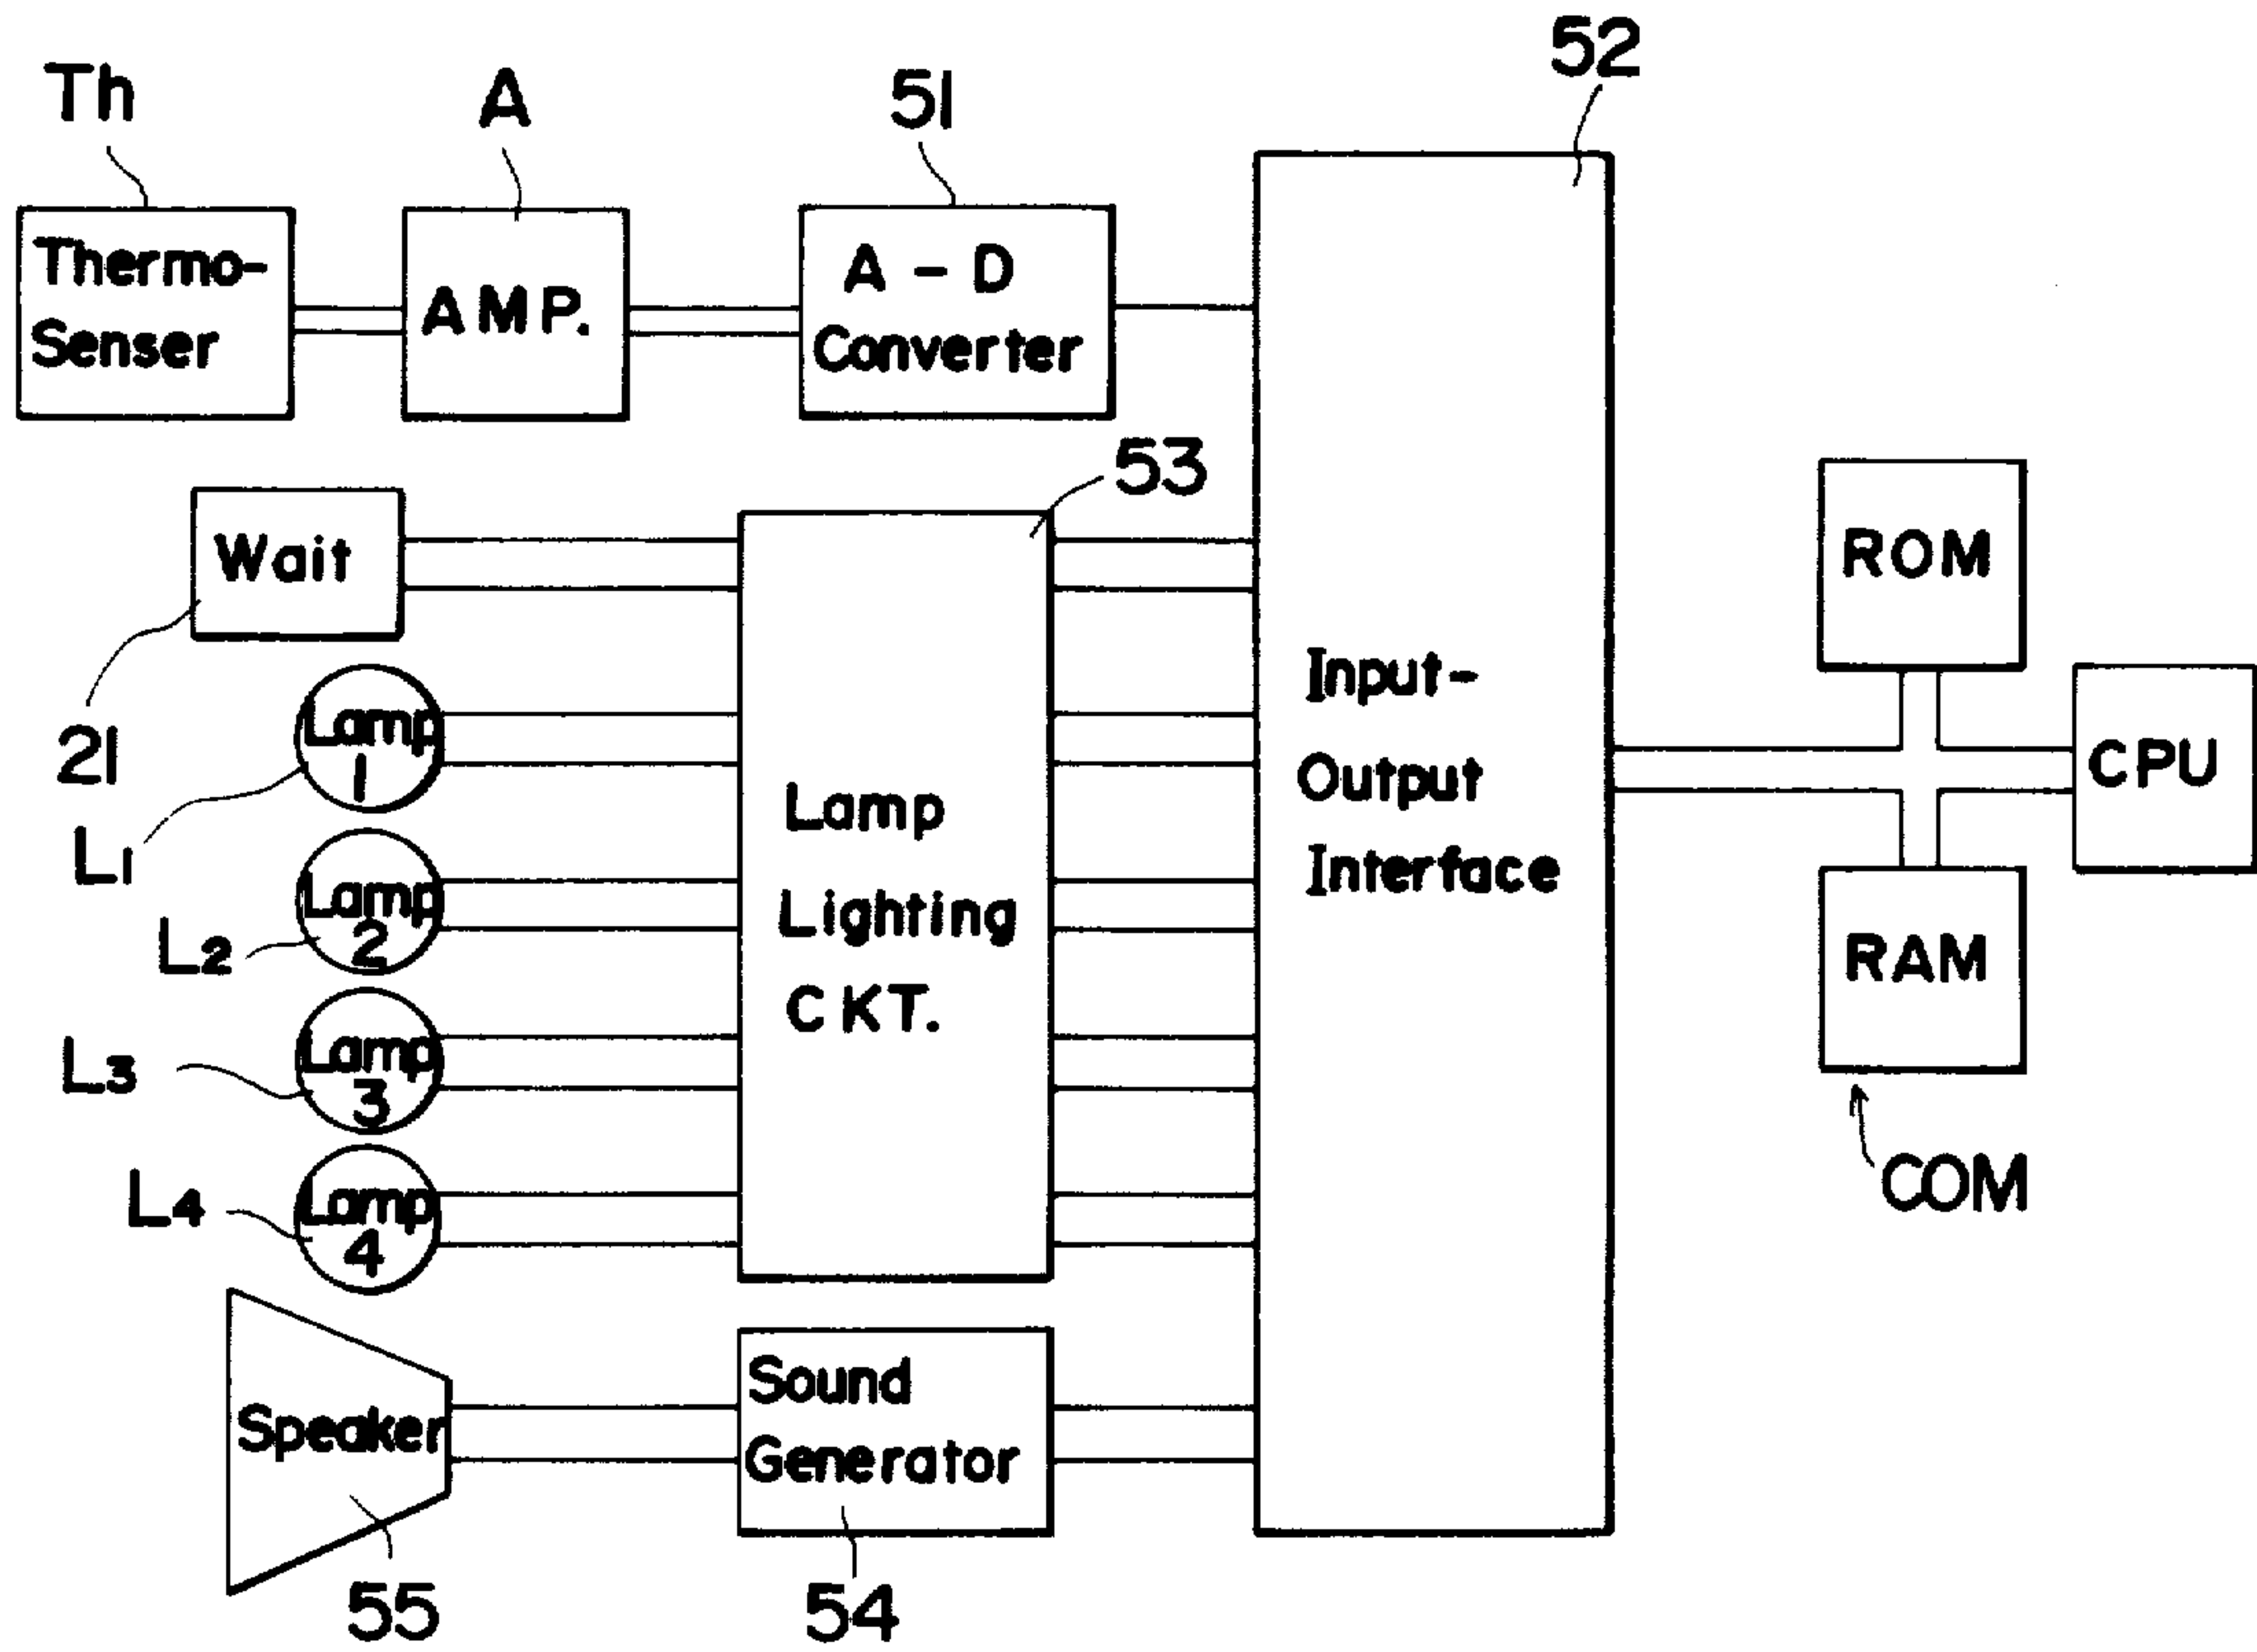 Th
A
51
52
Thermo-
Senser
AMP.
A - D
Converter
53
Wait
21
Lamp
1
L1
Lamp
2
L2
Lamp
3
L3
Lamp
4
L4
Lamp
Lighting
CKT.
Input-
Output
Interface
ROM
CPU
RAM
COM
Speaker
55
Sound
Generator
54